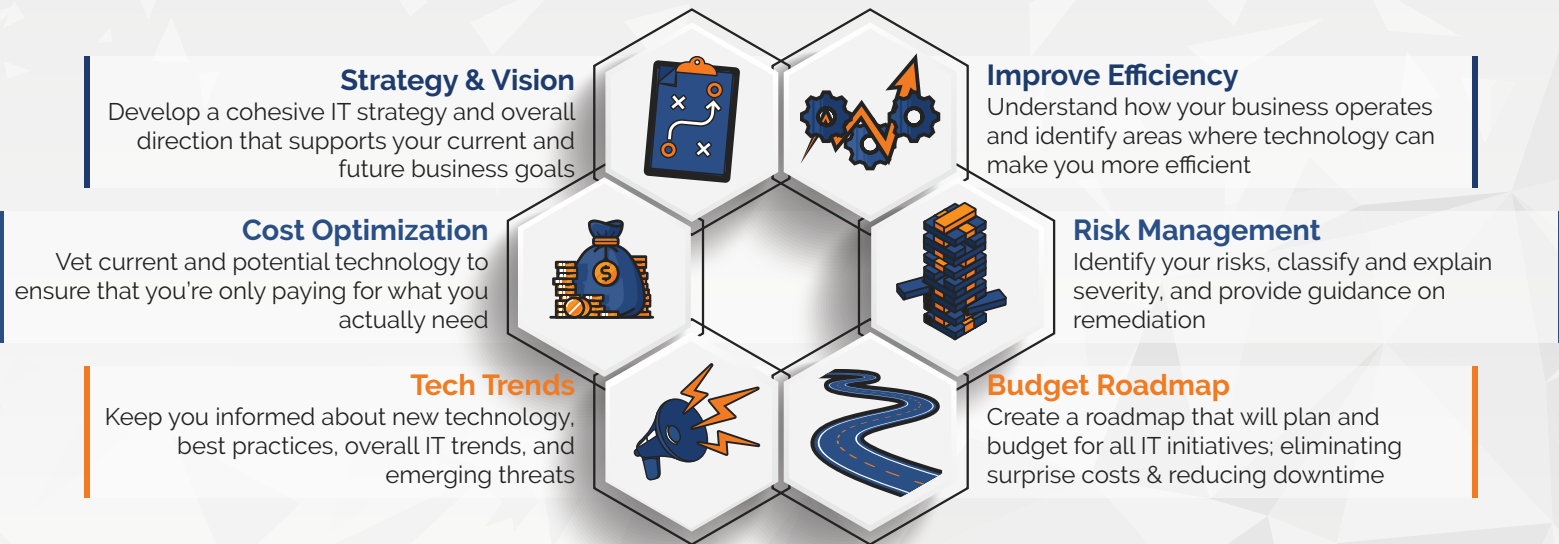 Strategy & Vision
Develop a cohesive IT strategy and overall
direction that supports your current and
future business goals
Improve Efficiency
Understand how your business operates
and identify areas where technology can
make you more efficient
Cost Optimization
Vet current and potential technology to
ensure that you're only paying for what you
actually need
$
Risk Management
Identify your risks, classify and explain
severity, and provide guidance on
remediation
Tech Trends
Keep you informed about new technology,
best practices, overall IT trends, and
emerging threats
Budget Roadmap
Create a roadmap that will plan and
budget for all IT initiatives; eliminating
surprise costs & reducing downtime